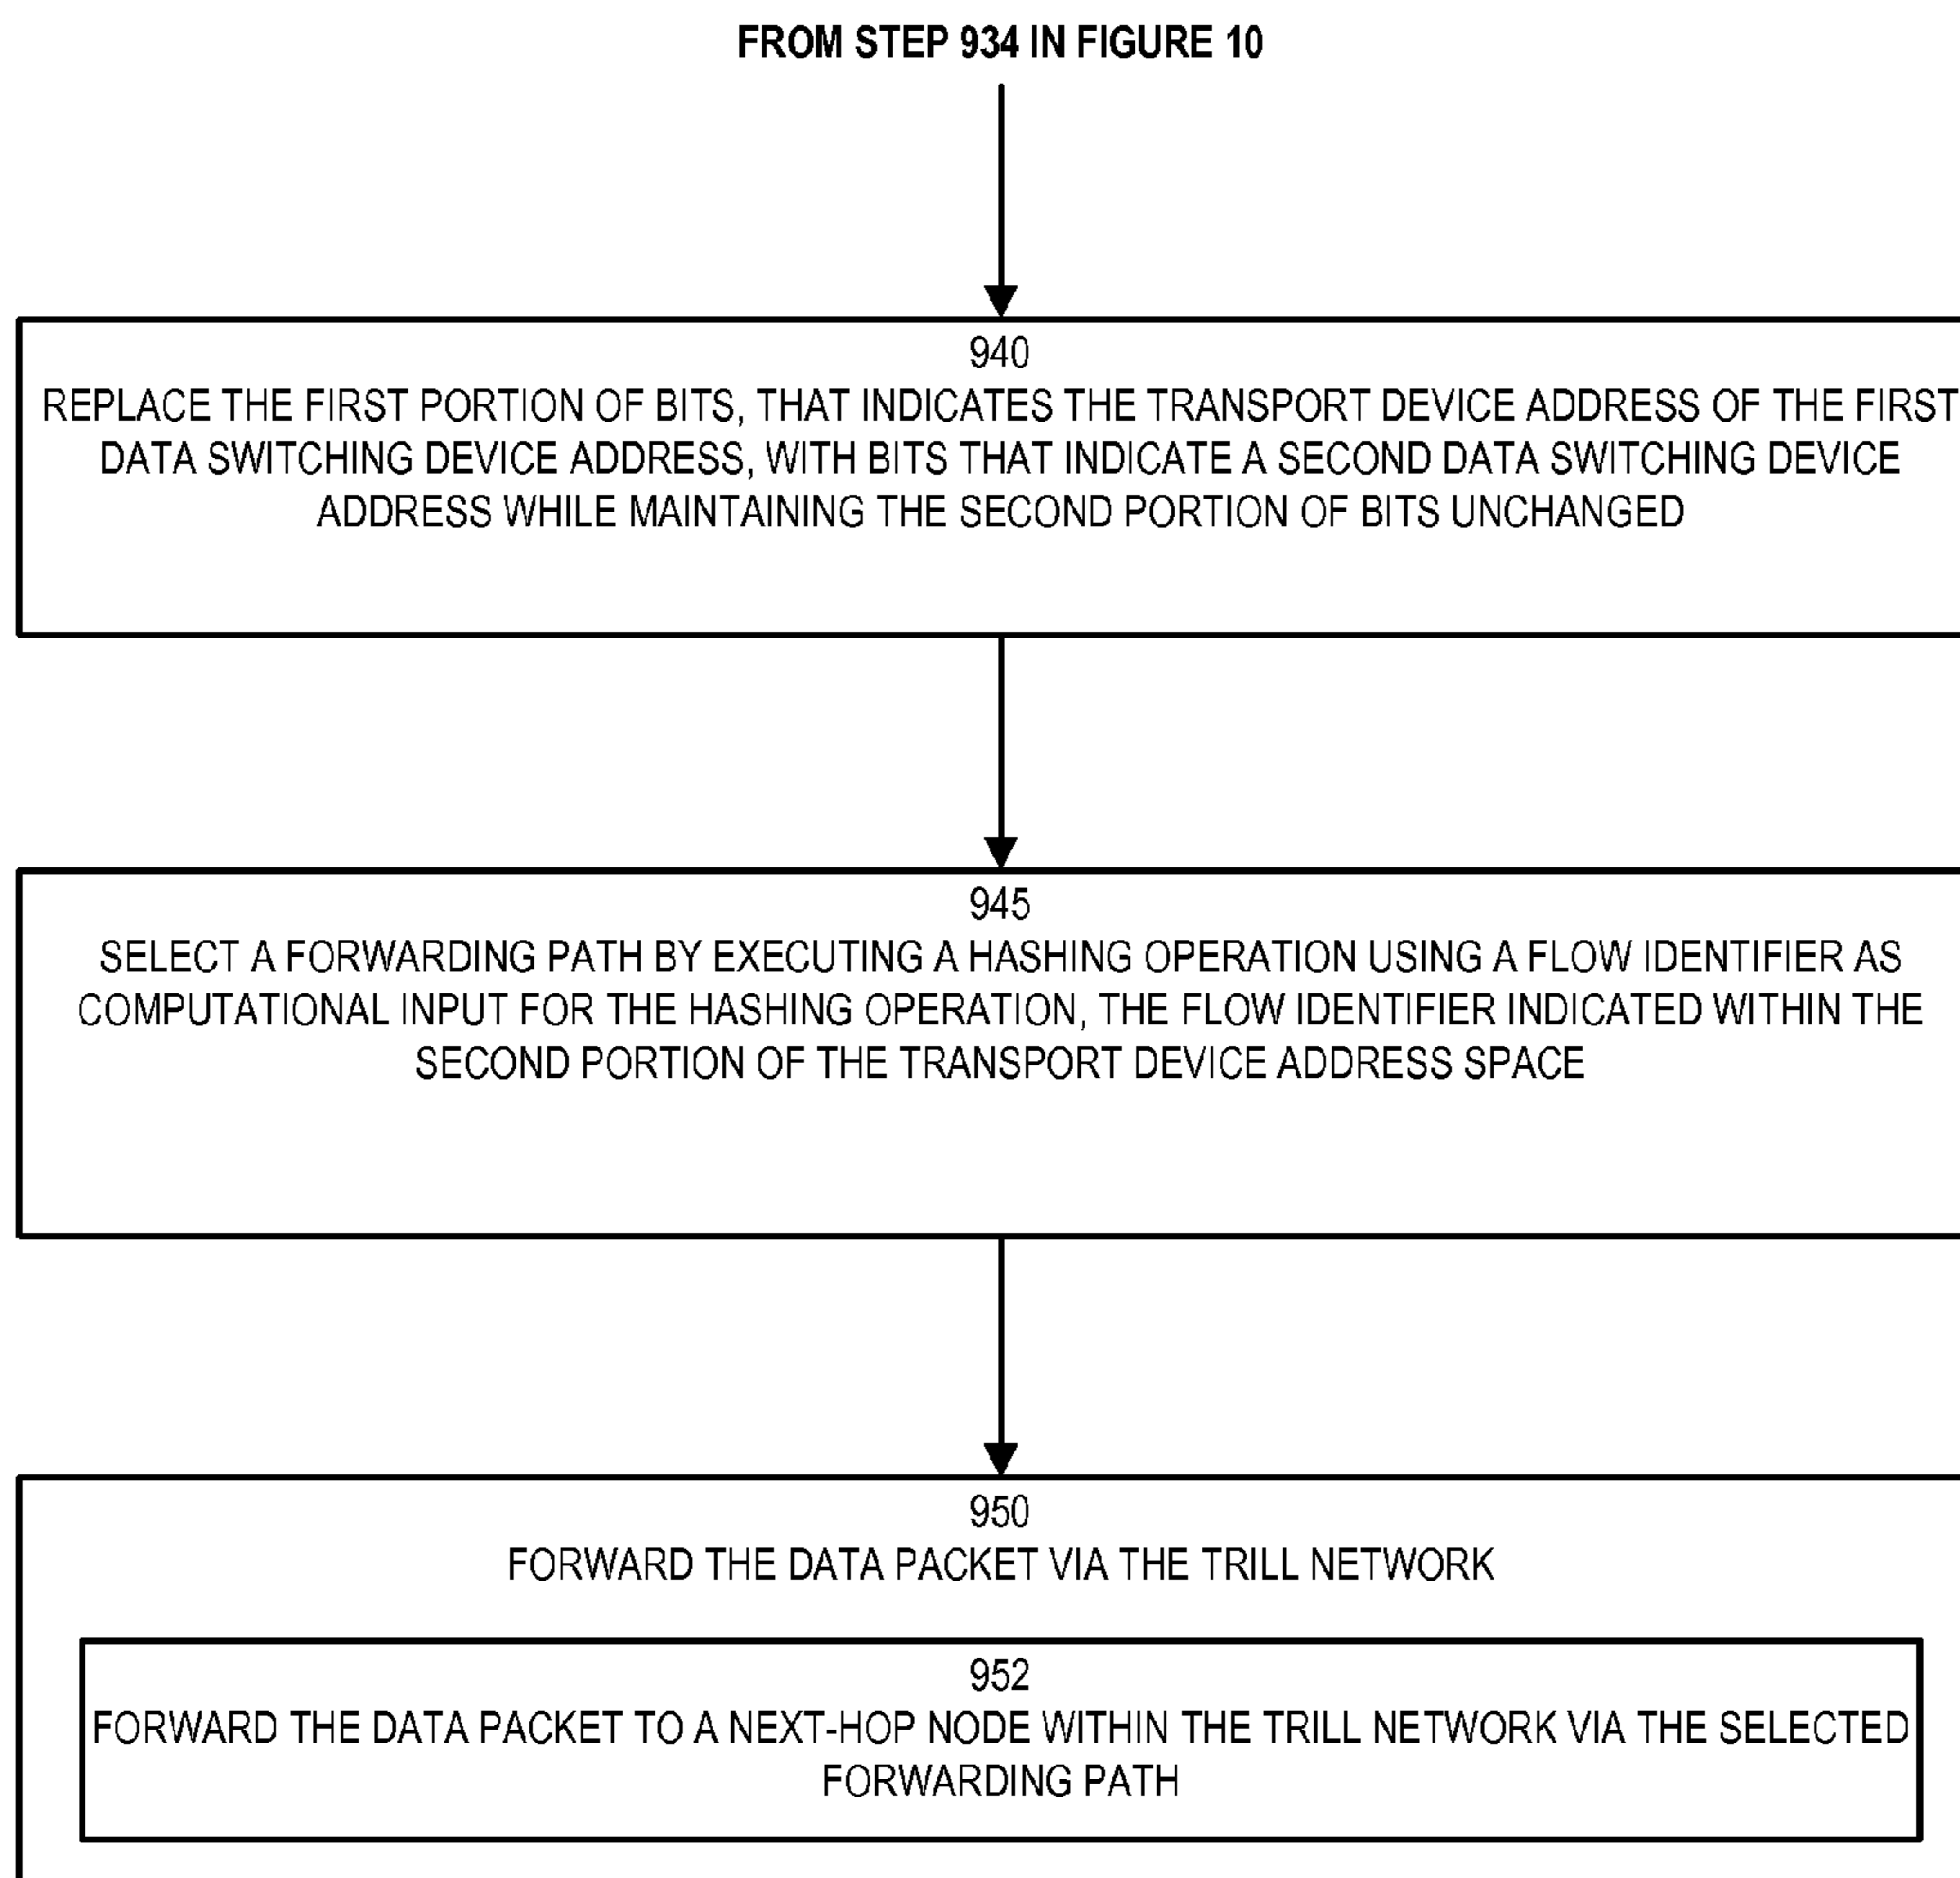 FROM STEP 934 IN FIGURE 10
940
REPLACE THE FIRST PORTION OF BITS, THAT INDICATES THE TRANSPORT DEVICE ADDRESS OF THE FIRST
DATA SWITCHING DEVICE ADDRESS, WITH BITS THAT INDICATE A SECOND DATA SWITCHING DEVICE
ADDRESS WHILE MAINTAINING THE SECOND PORTION OF BITS UNCHANGED
945
SELECT A FORWARDING PATH BY EXECUTING A HASHING OPERATION USING A FLOW IDENTIFIER AS
COMPUTATIONAL INPUT FOR THE HASHING OPERATION, THE FLOW IDENTIFIER INDICATED WITHIN THE
SECOND PORTION OF THE TRANSPORT DEVICE ADDRESS SPACE
950
FORWARD THE DATA PACKET VIA THE TRILL NETWORK
952
FORWARD THE DATA PACKET TO A NEXT-HOP NODE WITHIN THE TRILL NETWORK VIA THE SELECTED
FORWARDING PATH